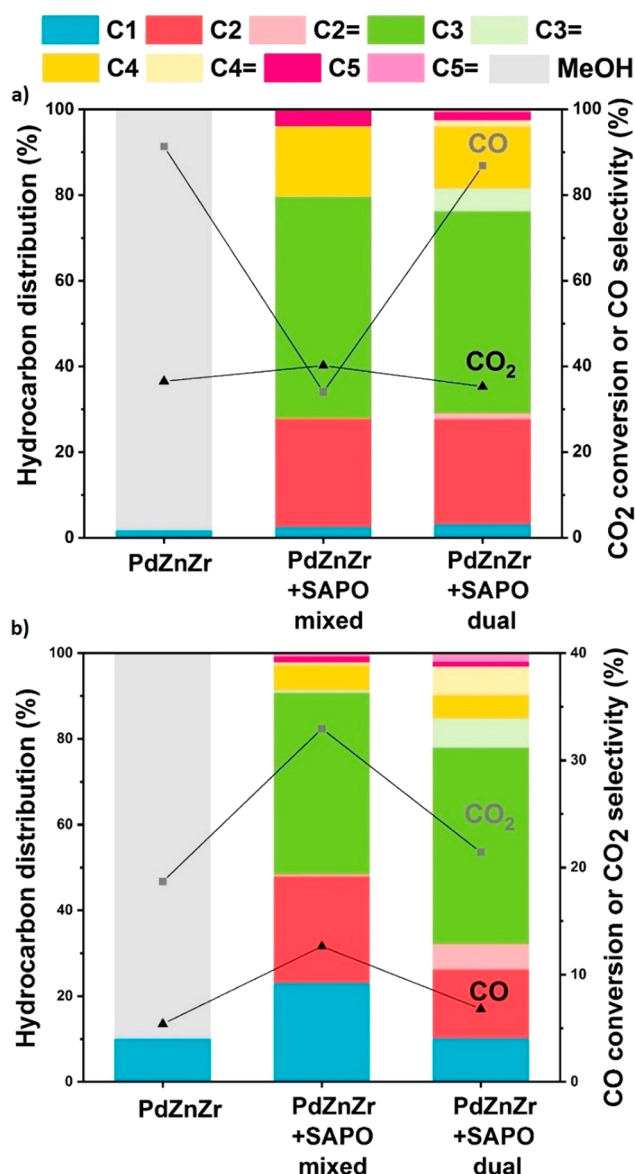 C1 C2 C2= C3 C3=
C4 C4= C5 C5= MeOH
a)
Hydrocarbon distribution (%)
100
80
60
40
20
0
CO
CO2
100
80
60
40
20
0
CO2 conversion or CO selectivity (%)
PdZnZr
PdZnZr
+SAPO
mixed
PdZnZr
+SAPO
dual
b)
Hydrocarbon distribution (%)
100
80
60
40
20
0
CO2
CO
40
30
20
10
0
CO conversion or CO2 selectivity (%)
PdZnZr
PdZnZr
+SAPO
mixed
PdZnZr
+SAPO
dual